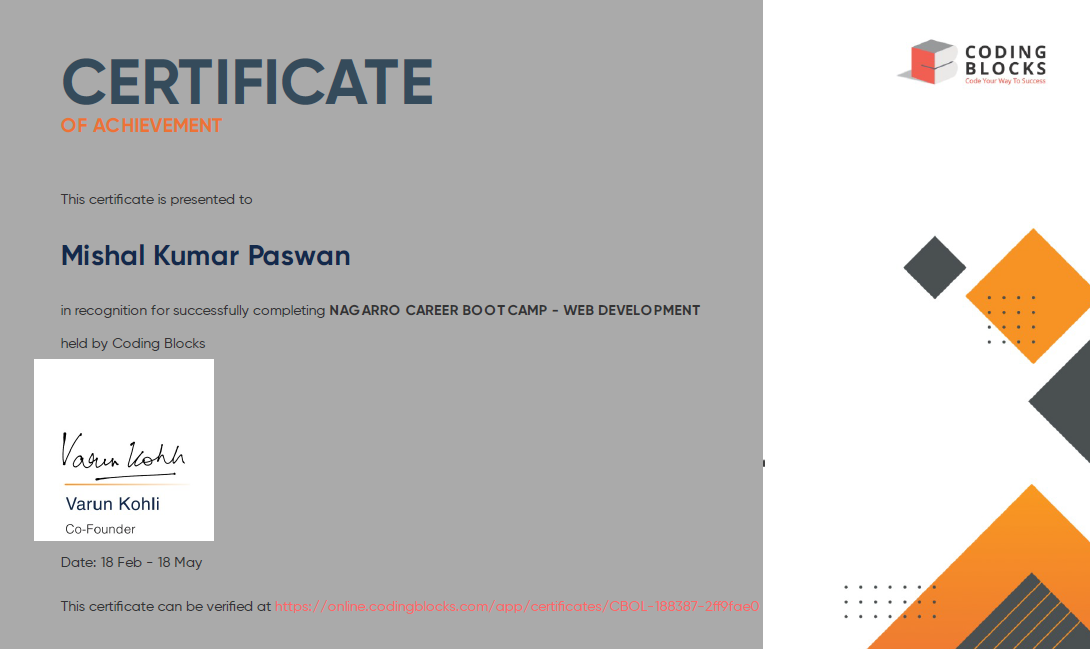 CODING
BLOCKS
Code Your Way To Success
CERTIFICATE
OF ACHIEVEMENT
This certificate is presented to
Mishal Kumar Paswan
in recognition for successfully completing NAGARRO CAREER BOOTCAMP - WEB DEVELOPMENT
held by Coding Blocks
Varun Kohli
Varun Kohli
Co-Founder
Date: 18 Feb - 18 May
This certificate can be verified at https://online.codingblocks.com/app/certificates/CBOL-188387-2ff9fae0